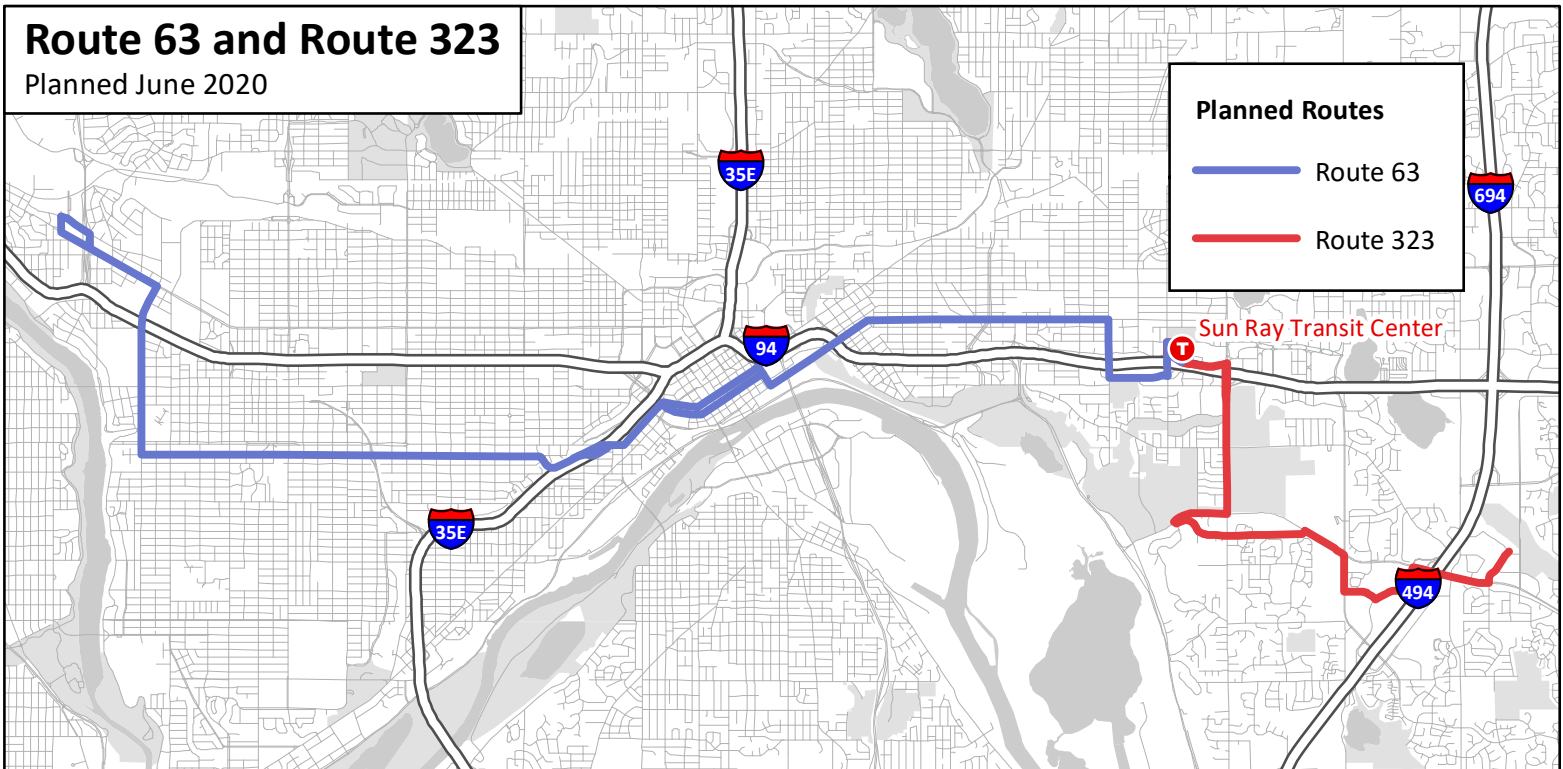 Route 63 and Route 323
Planned June 2020
Planned Routes
Route 63
Route 323
35E
694
Sun Ray Transit Center
T
94
35E
494